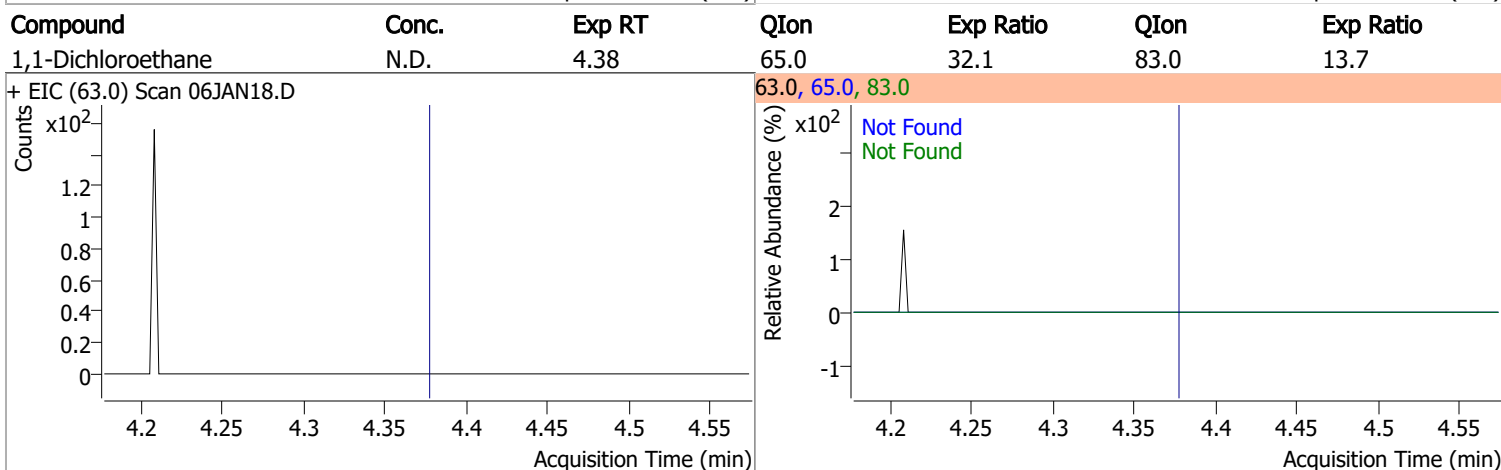 Compound Conc. Exp RT QIon Exp Ratio QIon Exp Ratio
1,1-Dichloroethane N.D. 4.38 65.0 32.1 83.0 13.7
+ EIC (63.0) Scan 06JAN18.D
Counts
x10²
1.2
1
0.8
0.6
0.4
0.2
0
4.2 4.25 4.3 4.35 4.4 4.45 4.5 4.55
Acquisition Time (min)
63.0, 65.0, 83.0
Relative Abundance (%)
x10²
Not Found
Not Found
2
1
0
-1
4.2 4.25 4.3 4.35 4.4 4.45 4.5 4.55
Acquisition Time (min)